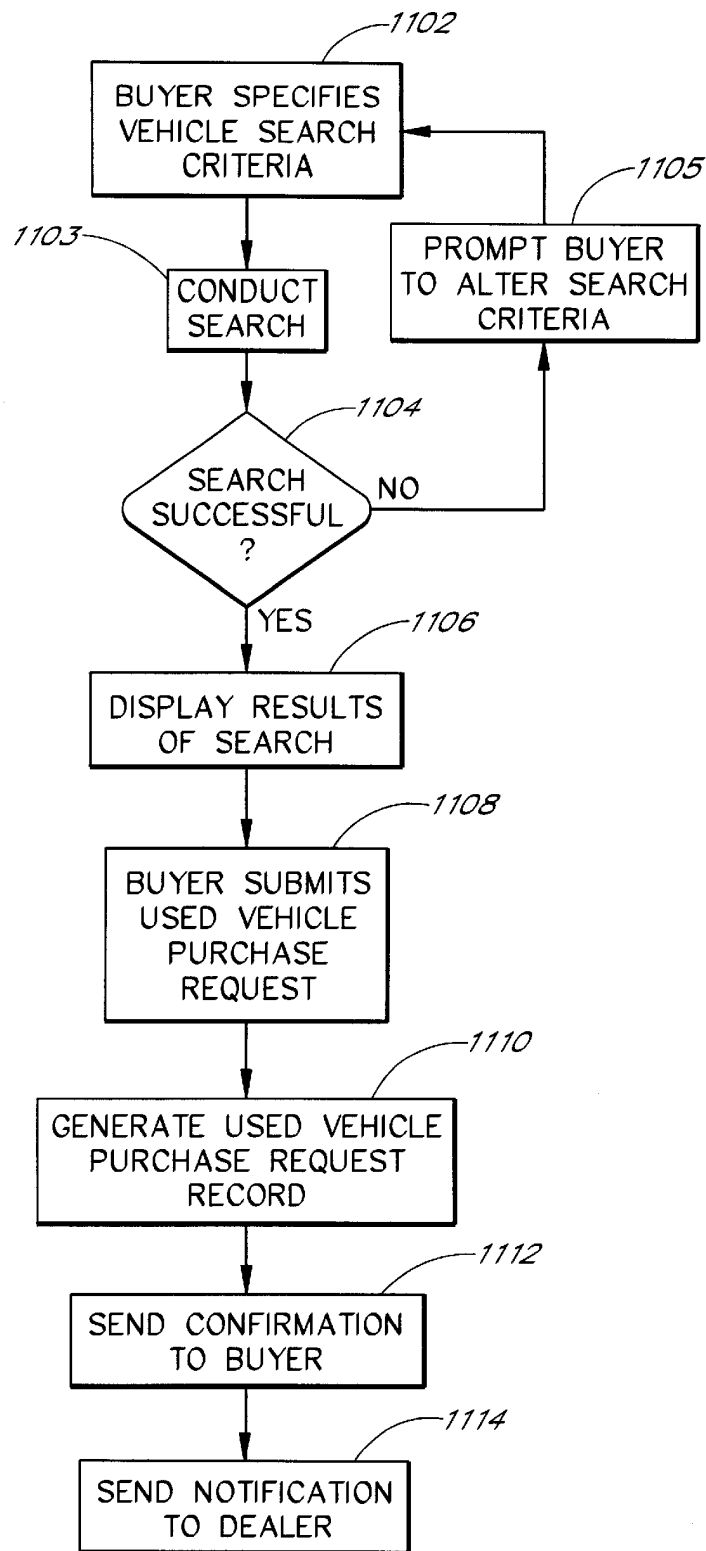 1102
BUYER SPECIFIES
VEHICLE SEARCH
CRITERIA
1105
PROMPT BUYER
TO ALTER SEARCH
CRITERIA
1103
CONDUCT
SEARCH
1104
SEARCH
SUCCESSFUL
?
NO
YES
1106
DISPLAY RESULTS
OF SEARCH
1108
BUYER SUBMITS
USED VEHICLE
PURCHASE
REQUEST
1110
GENERATE USED VEHICLE
PURCHASE REQUEST
RECORD
1112
SEND CONFIRMATION
TO BUYER
1114
SEND NOTIFICATION
TO DEALER